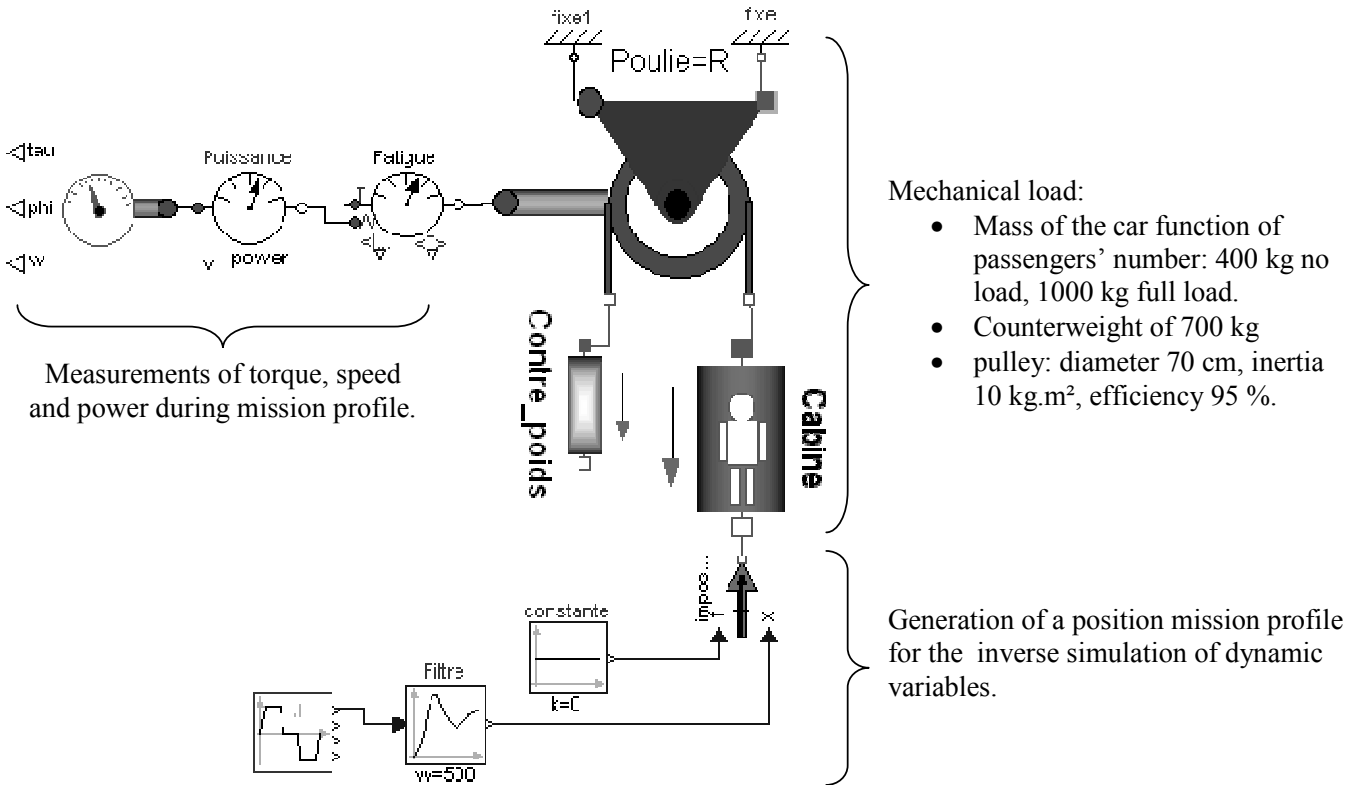 fixe1
fixe
Poulie=R
tau
phi
w
Puissance
power
Fatigue
Contre_poids
Cabine
Measurements of torque, speed
and power during mission profile.
Mechanical load:
• Mass of the car function of
passengers’ number: 400 kg no
load, 1000 kg full load.
• Counterweight of 700 kg
• pulley: diameter 70 cm, inertia
10 kg.m², efficiency 95 %.
impo...
f
x
constante
k=0
Filtre
w=500
Generation of a position mission profile
for the inverse simulation of dynamic
variables.